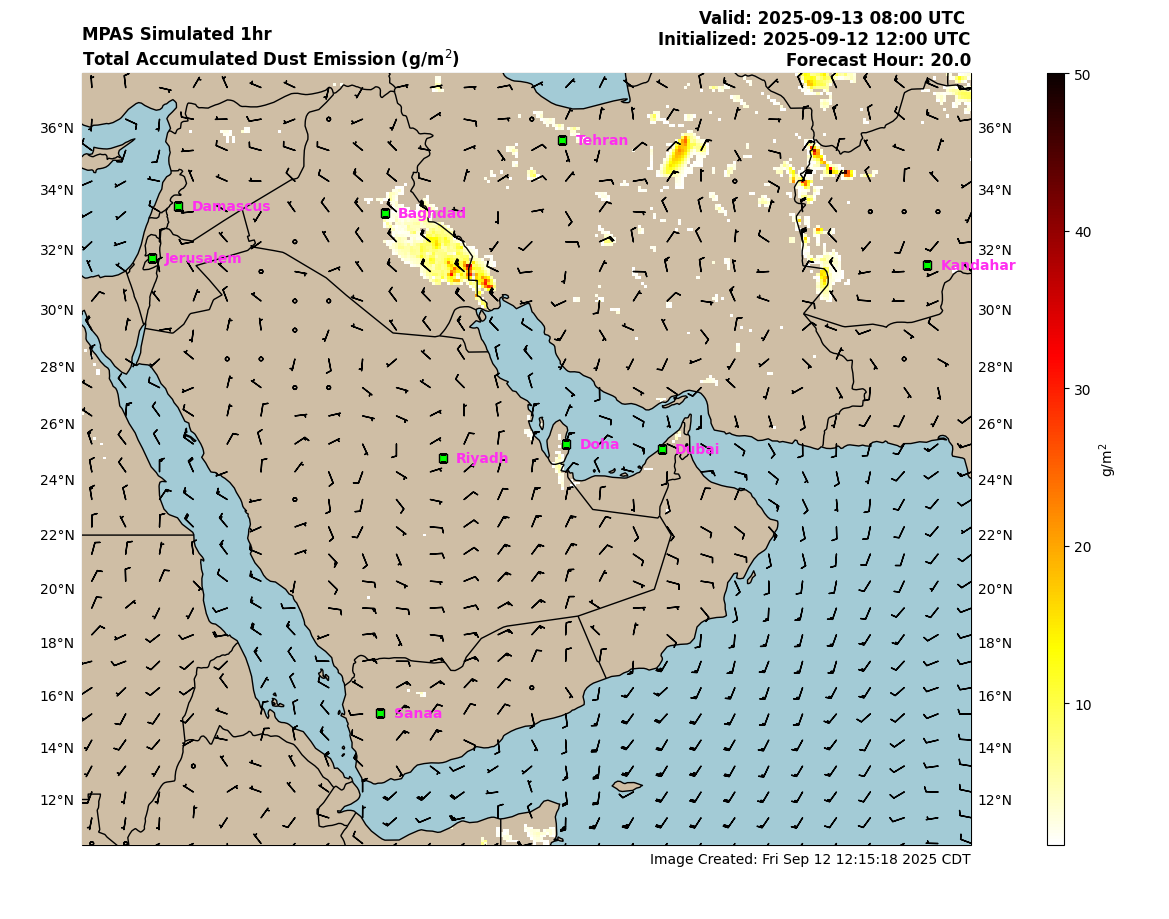 MPAS Simulated 1hr
Total Accumulated Dust Emission (g/m²)
Valid: 2025-09-13 08:00 UTC
Initialized: 2025-09-12 12:00 UTC
Forecast Hour: 20.0
36°N
34°N
32°N
30°N
28°N
26°N
24°N
22°N
20°N
18°N
16°N
14°N
12°N
Tehran
Damascus
Baghdad
Jerusalem
Kandahar
Doha
Dubai
Riyadh
Sanaa
36°N
34°N
32°N
30°N
28°N
26°N
24°N
22°N
20°N
18°N
16°N
14°N
12°N
50
40
30
20
10
g/m²
Image Created: Fri Sep 12 12:15:18 2025 CDT